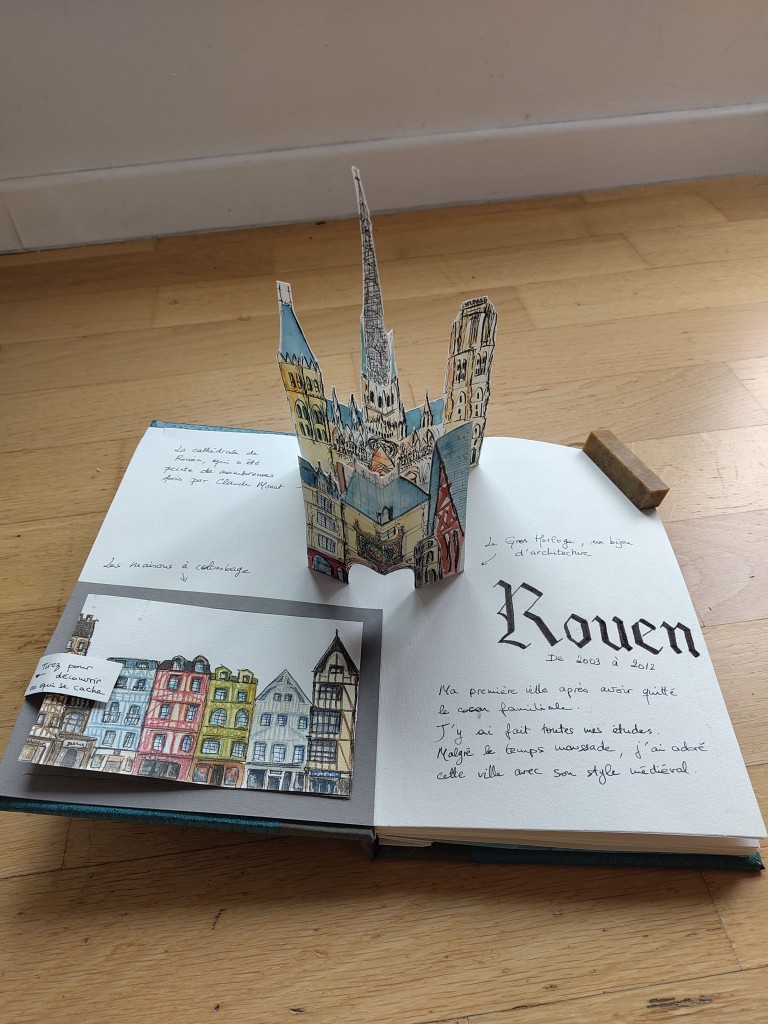 La cathédrale de
Rouen, qui a été
peinte de nombreuses
fois par Claude Monet
Les maisons à colombage
Tirez pour
découvrir
ce qui se cache
Le Gros Horloge, un bijou
d'architecture
Rouen
De 2003 à 2012
Ma première ville après avoir quitté
le cocon familiale.
J'y ai fait toutes mes études.
Malgré le temps maussade, j'ai adoré
cette ville avec son style médiéval.